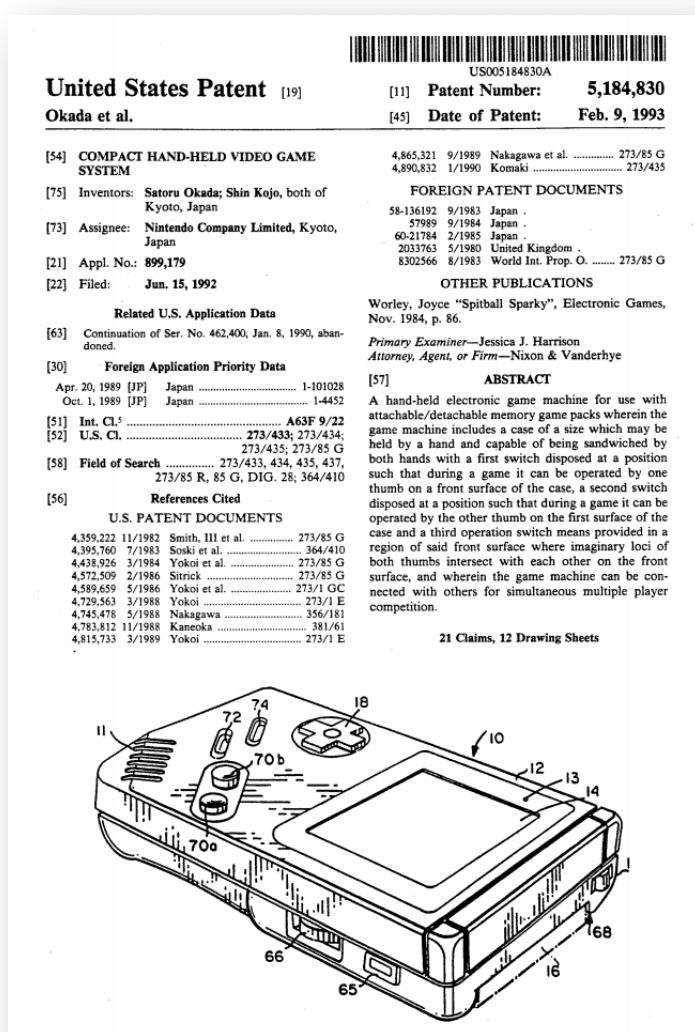 US005184830A
United States Patent [19]
Okada et al.
[11] Patent Number: 5,184,830
[45] Date of Patent: Feb. 9, 1993
[54] COMPACT HAND-HELD VIDEO GAME
SYSTEM
[75] Inventors: Satoru Okada; Shin Kojo, both of
Kyoto, Japan
[73] Assignee: Nintendo Company Limited, Kyoto,
Japan
[21] Appl. No.: 899,179
[22] Filed: Jun. 15, 1992
Related U.S. Application Data
[63] Continuation of Ser. No. 462,400, Jan. 8, 1990, aban-
doned.
[30] Foreign Application Priority Data
Apr. 20, 1989 [JP] Japan .............................. 1-101028
Oct. 1, 1989 [JP] Japan ................................. 1-4452
[51] Int. Cl.⁵ .............................................. A63F 9/22
[52] U.S. Cl. .................................. 273/433; 273/434;
273/435; 273/85 G
[58] Field of Search .............. 273/433, 434, 435, 437,
273/85 R, 85 G, DIG. 28; 364/410
[56] References Cited
U.S. PATENT DOCUMENTS
4,359,222 11/1982 Smith, III et al. .............. 273/85 G
4,395,760 7/1983 Soski et al. ....................... 364/410
4,438,926 3/1984 Yokoi et al. ..................... 273/85 G
4,572,509 2/1986 Sitrick .............................. 273/85 G
4,589,659 5/1986 Yokoi et al. .................... 273/1 GC
4,729,563 3/1988 Yokoi ............................... 273/1 E
4,745,478 5/1988 Nakagawa ........................ 356/181
4,783,812 11/1988 Kaneoka ............................ 381/61
4,815,733 3/1989 Yokoi ............................... 273/1 E
4,865,321 9/1989 Nakagawa et al. ............. 273/85 G
4,890,832 1/1990 Komaki ............................. 273/435
FOREIGN PATENT DOCUMENTS
58-136192 9/1983 Japan .
57989 9/1984 Japan .
60-21784 2/1985 Japan .
2033763 5/1980 United Kingdom .
8302566 8/1983 World Int. Prop. O. ....... 273/85 G
OTHER PUBLICATIONS
Worley, Joyce "Spitball Sparky", Electronic Games,
Nov. 1984, p. 86.
Primary Examiner—Jessica J. Harrison
Attorney, Agent, or Firm—Nixon & Vanderhye
[57] ABSTRACT
A hand-held electronic game machine for use with
attachable/detachable memory game packs wherein the
game machine includes a case of a size which may be
held by a hand and capable of being sandwiched by
both hands with a first switch disposed at a position
such that during a game it can be operated by one
thumb on a front surface of the case, a second switch
disposed at a position such that during a game it can be
operated by the other thumb on the first surface of the
case and a third operation switch means provided in a
region of said front surface where imaginary loci of
both thumbs intersect with each other on the front
surface, and wherein the game machine can be con-
nected with others for simultaneous multiple player
competition.
21 Claims, 12 Drawing Sheets
11
72
74
18
10
12
13
14
70b
70a
1
68
16
66
65